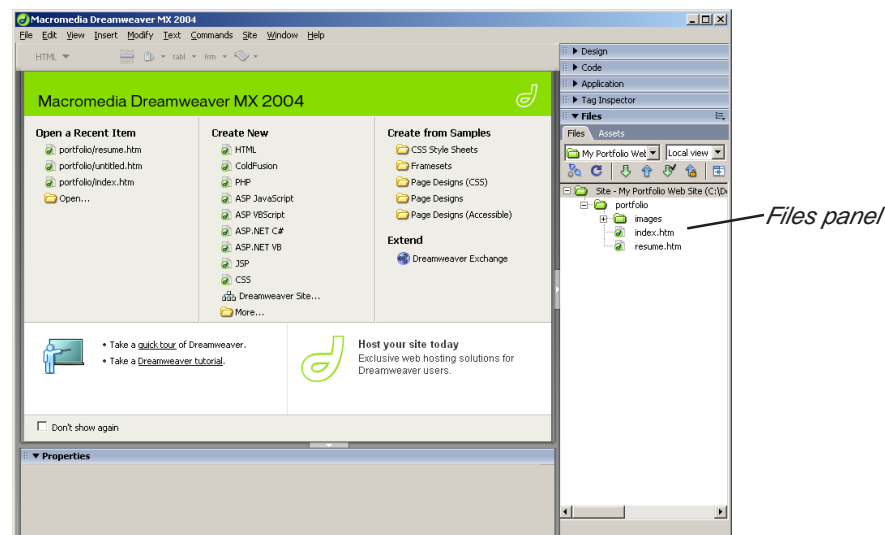 Macromedia Dreamweaver MX 2004
File Edit View Insert Modify Text Commands Site Window Help
HTML tabl frm
Macromedia Dreamweaver MX 2004
Open a Recent Item
portfolio/resume.htm
portfolio/untitled.htm
portfolio/index.htm
Open...
Create New
HTML
ColdFusion
PHP
ASP JavaScript
ASP VBScript
ASP.NET C#
ASP.NET VB
JSP
CSS
Dreamweaver Site...
More...
Create from Samples
CSS Style Sheets
Framesets
Page Designs (CSS)
Page Designs
Page Designs (Accessible)
Extend
Dreamweaver Exchange
• Take a quick tour of Dreamweaver.
• Take a Dreamweaver tutorial.
Host your site today
Exclusive web hosting solutions for
Dreamweaver users.
Don't show again
Properties
Design
Code
Application
Tag Inspector
Files
Files Assets
My Portfolio Wet Local view
Site - My Portfolio Web Site (C:\D
portfolio
images
index.htm
resume.htm
Files panel